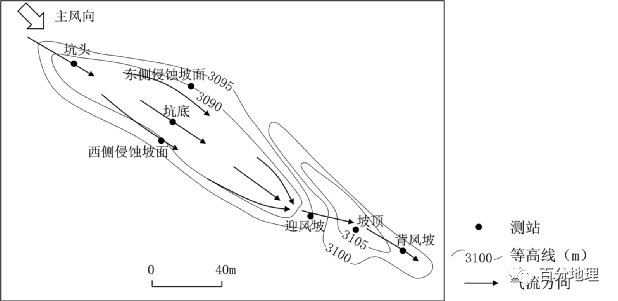 主风向
坑头
东侧侵蚀坡面
3095
3090
坑底
西侧侵蚀坡面
迎风坡
坡顶
背风坡
3105
3100
0 40m
测站
3100 等高线（m）
气流方向
百分地理